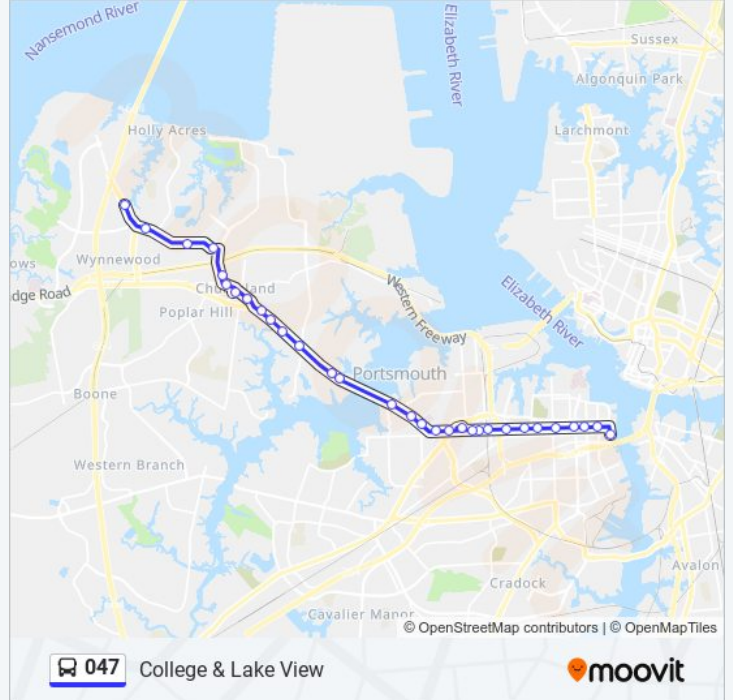 Nansemond River
Elizabeth River
Sussex
Algonquin Park
Holly Acres
Larchmont
Wynnewood
ows
dge Road
Poplar Hill
Western Freeway
Elizabeth River
Portsmouth
Boone
Western Branch
Avalon
Cradock
Cavalier Manor
© OpenStreetMap contributors | © OpenMapTiles
047 College & Lake View
moovit